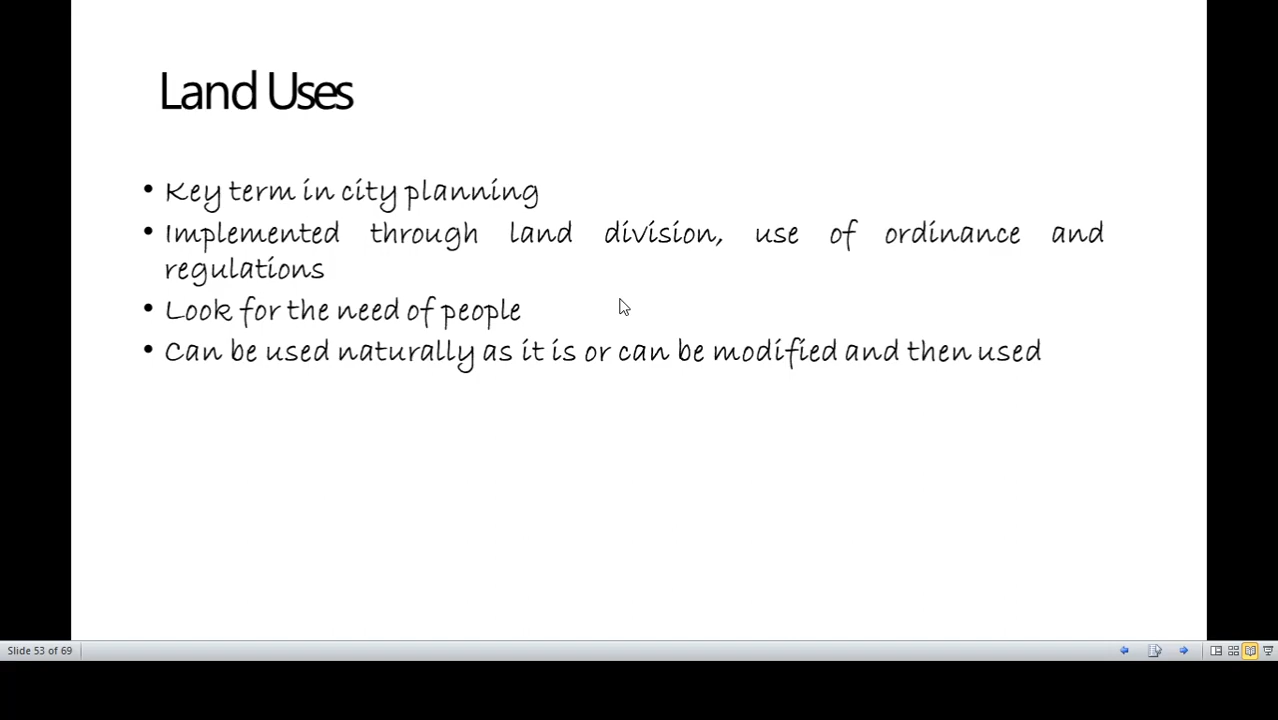 Land Uses
• Key term in city planning
• Implemented through land division, use of ordinance and
regulations
• Look for the need of people
• Can be used naturally as it is or can be modified and then used
Slide 53 of 69